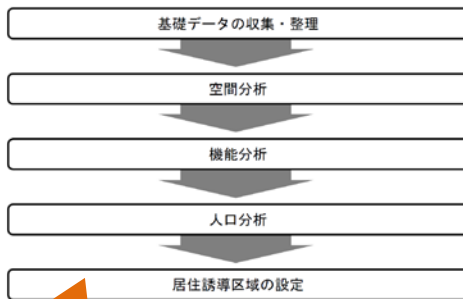 基礎データの収集・整理
空間分析
機能分析
人口分析
居住誘導区域の設定